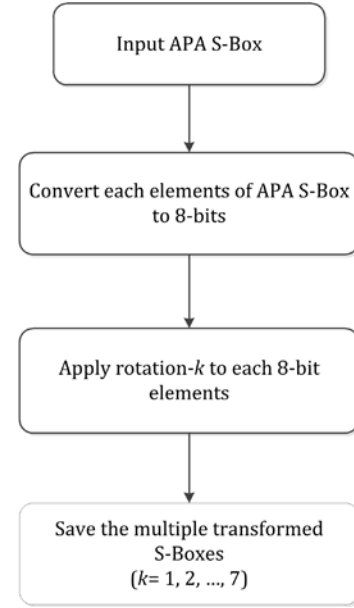 Input APA S-Box
Convert each elements of APA S-Box
to 8-bits
Apply rotation-k to each 8-bit
elements
Save the multiple transformed
S-Boxes
(k= 1, 2, ..., 7)